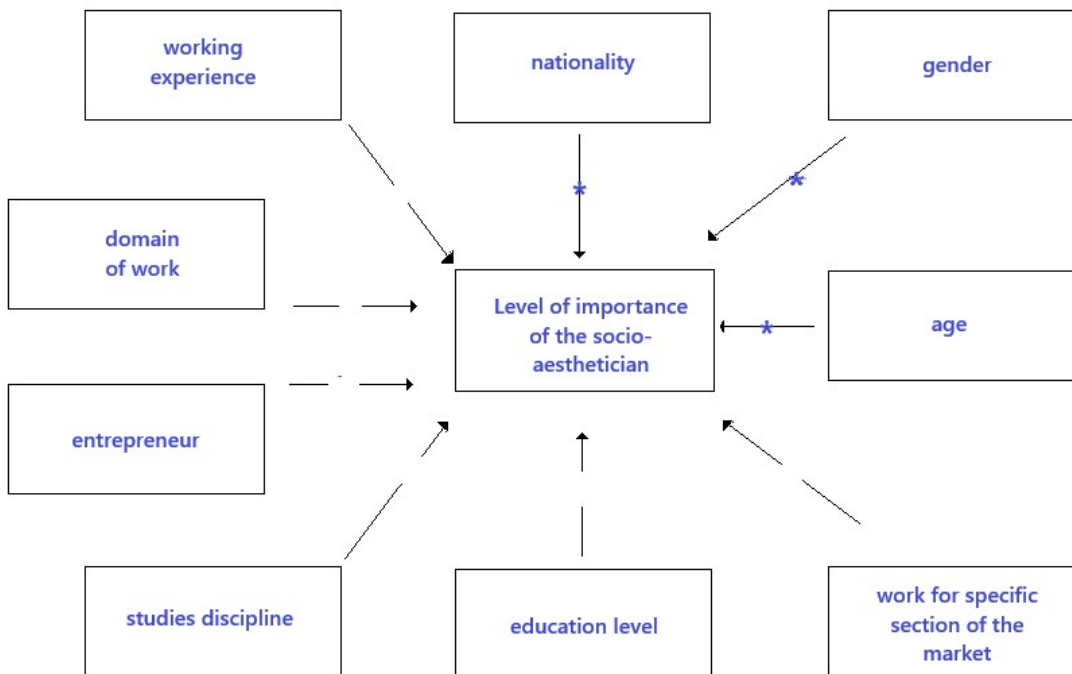 working
experience
nationality
gender
*
*
domain
of work
Level of importance
of the socio-
aesthetician
*
age
entrepreneur
studies discipline
education level
work for specific
section of the
market